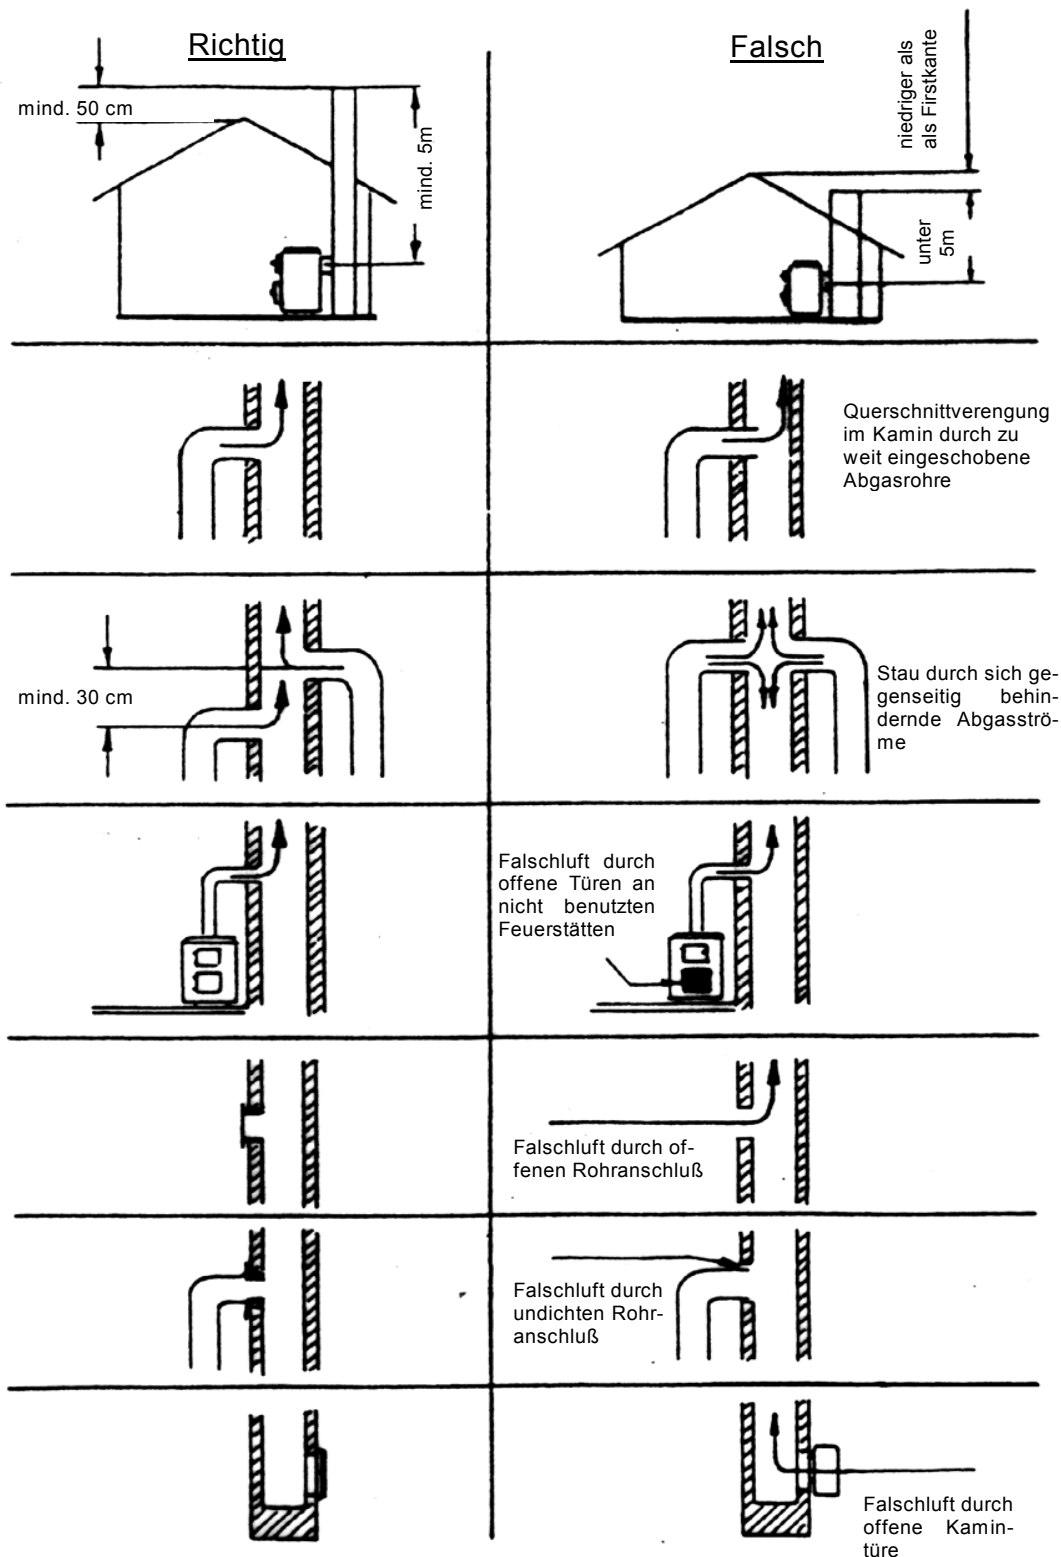 Richtig
Falsch
mind. 50 cm
mind. 5m
niedriger als
als Firstkante
unter
5m
Querschnittverengung
im Kamin durch zu
weit eingeschobene
Abgasrohre
mind. 30 cm
Stau durch sich ge-
genseitig behin-
dernde Abgasströ-
me
Falschluft durch
offene Türen an
nicht benutzten
Feuerstätten
Falschluft durch of-
fenen Rohranschluß
Falschluft durch
undichten Rohr-
anschluß
Falschluft durch
offene Kamin-
türe